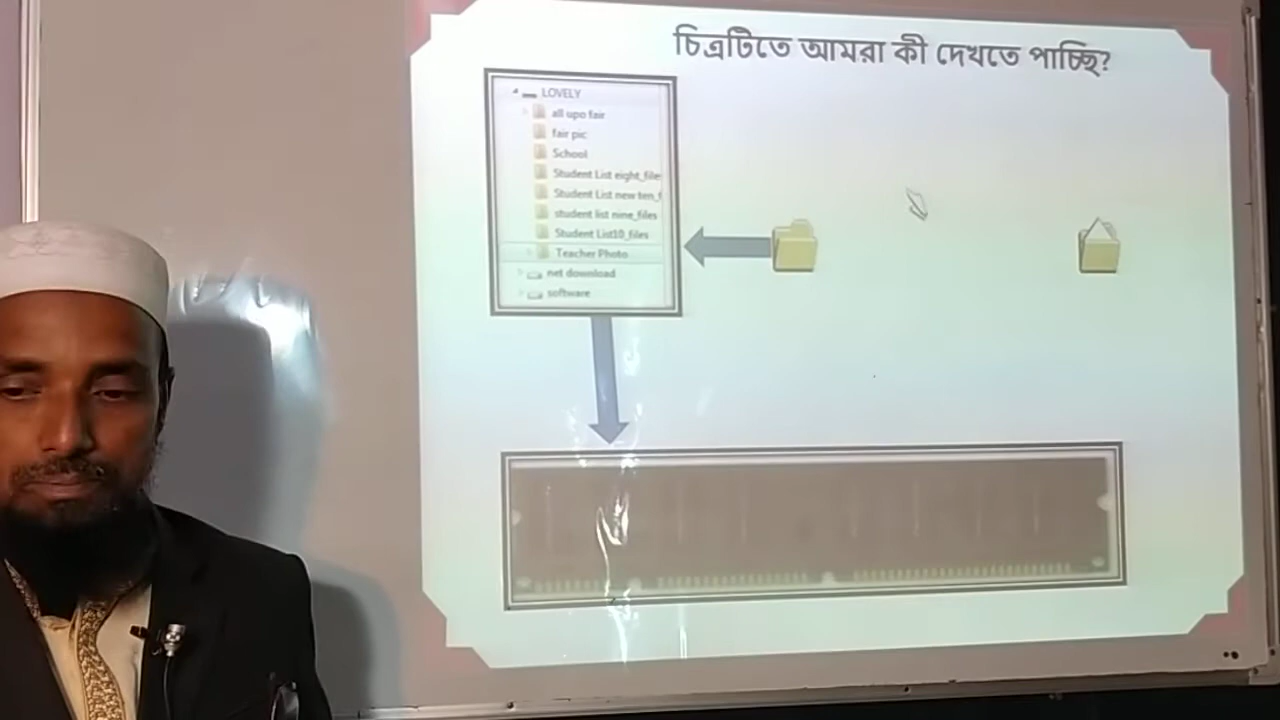 চিত্রটিতে আমরা কী দেখতে পাচ্ছি?
LOVELY
all upo fair
fair pic
School
Student List eight_file
Student List new ten_f
student list nine_files
Student List10_files
Teacher Photo
net download
software